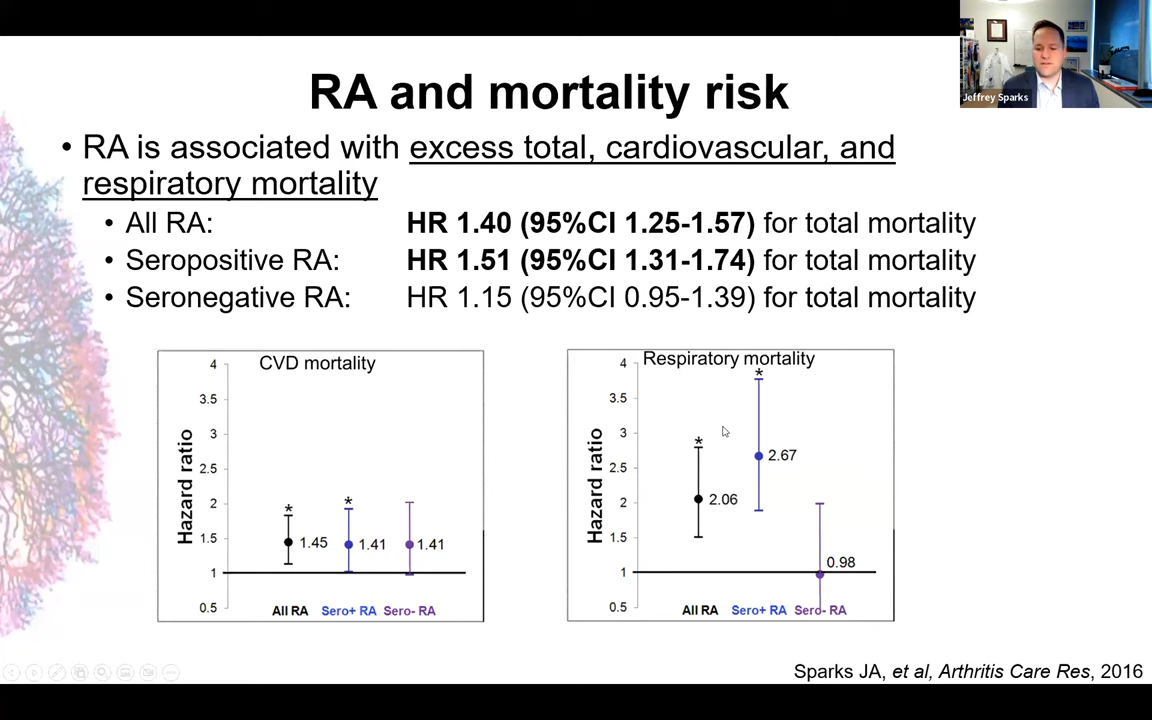 Jeffrey Sparks
RA and mortality risk
• RA is associated with excess total, cardiovascular, and
respiratory mortality
• All RA: HR 1.40 (95%CI 1.25-1.57) for total mortality
• Seropositive RA: HR 1.51 (95%CI 1.31-1.74) for total mortality
• Seronegative RA: HR 1.15 (95%CI 0.95-1.39) for total mortality
CVD mortality
Hazard ratio
4
3.5
3
2.5
2
1.5
1
0.5
* * 
1.45 1.41 1.41
All RA Sero+ RA Sero- RA
Respiratory mortality
Hazard ratio
4
3.5
3
2.5
2
1.5
1
0.5
* *
2.06 2.67 0.98
All RA Sero+ RA Sero- RA
Sparks JA, et al, Arthritis Care Res, 2016